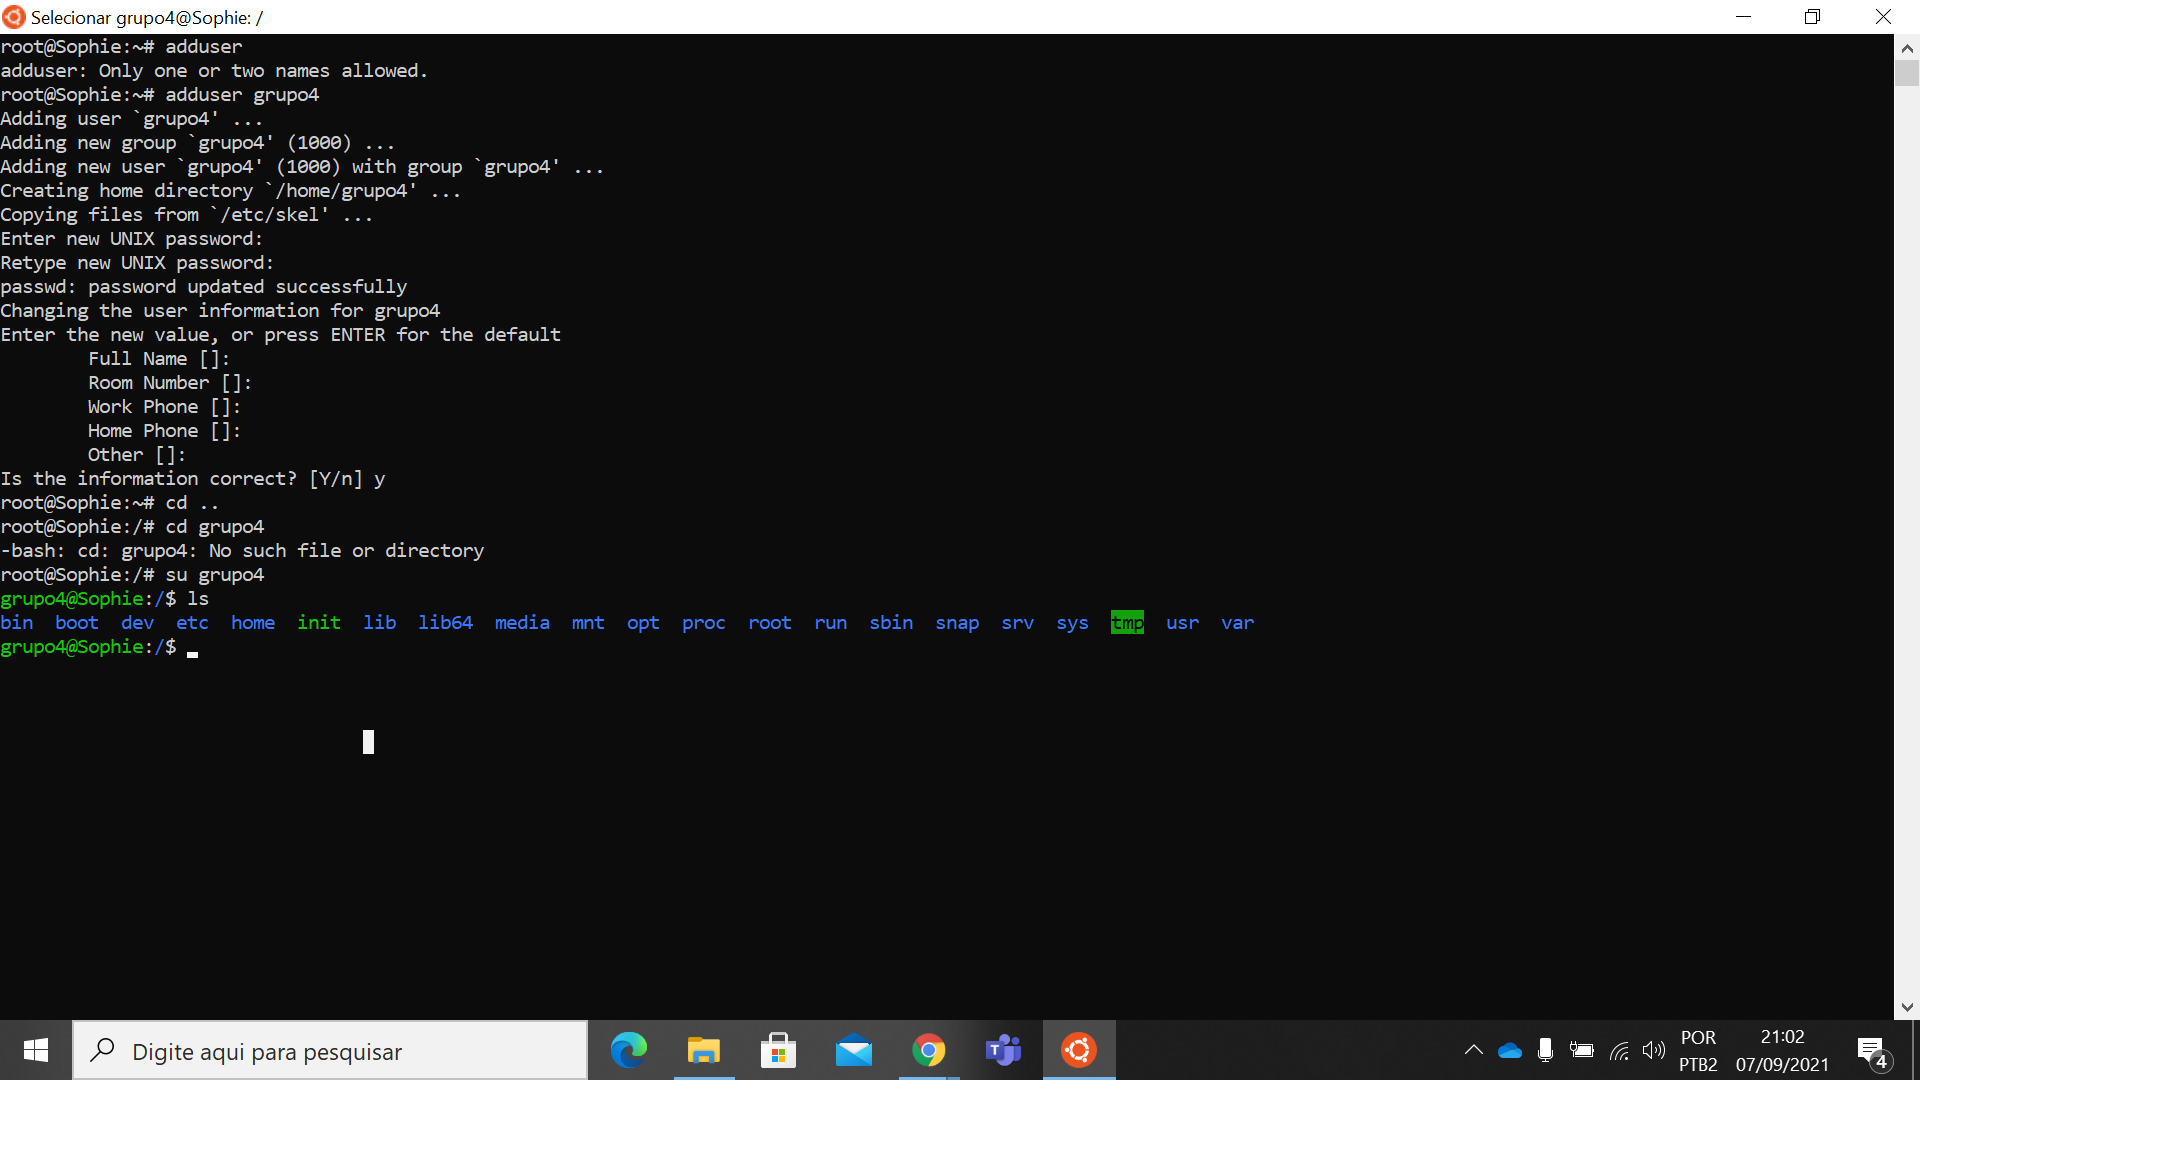 Selecionar grupo4@Sophie: /
root@Sophie:~# adduser
adduser: Only one or two names allowed.
root@Sophie:~# adduser grupo4
Adding user `grupo4' ...
Adding new group `grupo4' (1000) ...
Adding new user `grupo4' (1000) with group `grupo4' ...
Creating home directory `/home/grupo4' ...
Copying files from `/etc/skel' ...
Enter new UNIX password:
Retype new UNIX password:
passwd: password updated successfully
Changing the user information for grupo4
Enter the new value, or press ENTER for the default
Full Name []:
Room Number []:
Work Phone []:
Home Phone []:
Other []:
Is the information correct? [Y/n] y
root@Sophie:~# cd ..
root@Sophie:/# cd grupo4
-bash: cd: grupo4: No such file or directory
root@Sophie:/# su grupo4
grupo4@Sophie:/$ ls
bin boot dev etc home init lib lib64 media mnt opt proc root run sbin snap srv sys tmp usr var
grupo4@Sophie:/$
Digite aqui para pesquisar
T
POR
PTB2
21:02
07/09/2021
4